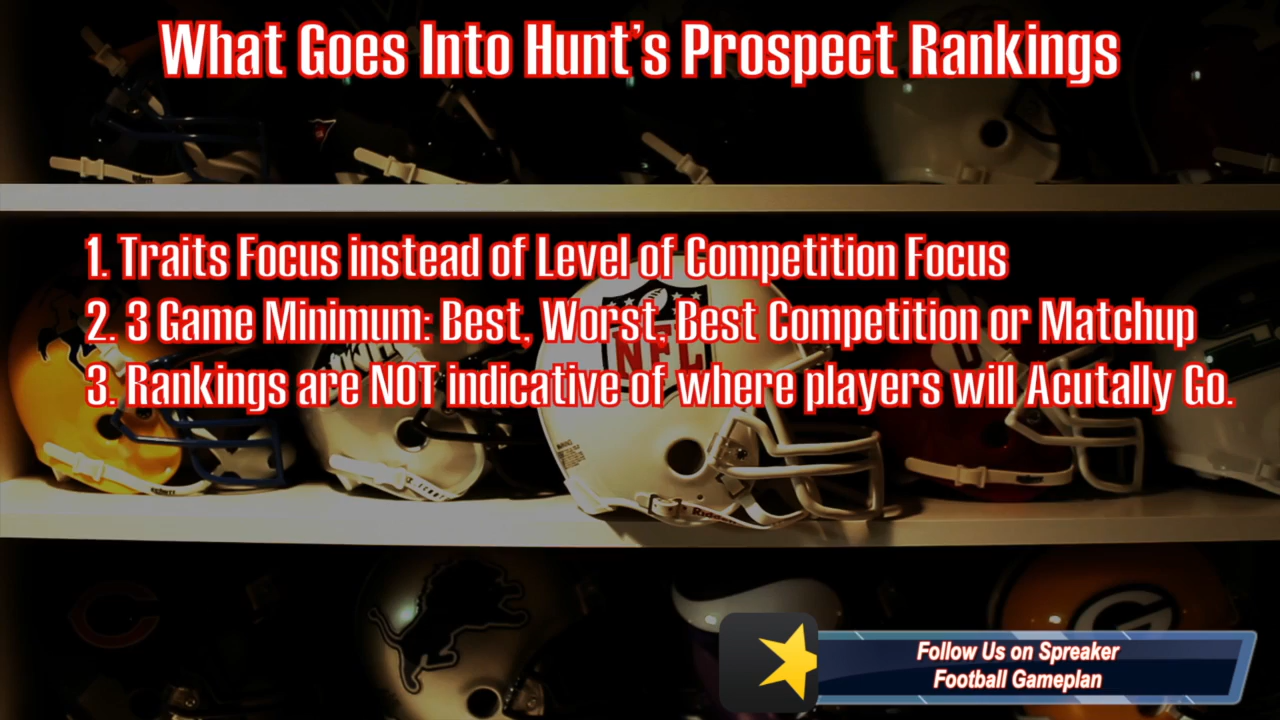 What Goes Into Hunt's Prospect Rankings
1. Traits Focus instead of Level of Competition Focus
2. 3 Game Minimum: Best, Worst, Best Competition or Matchup
3. Rankings are NOT indicative of where players will Acutally Go.
NFL
Follow Us on Spreaker
Football Gameplan